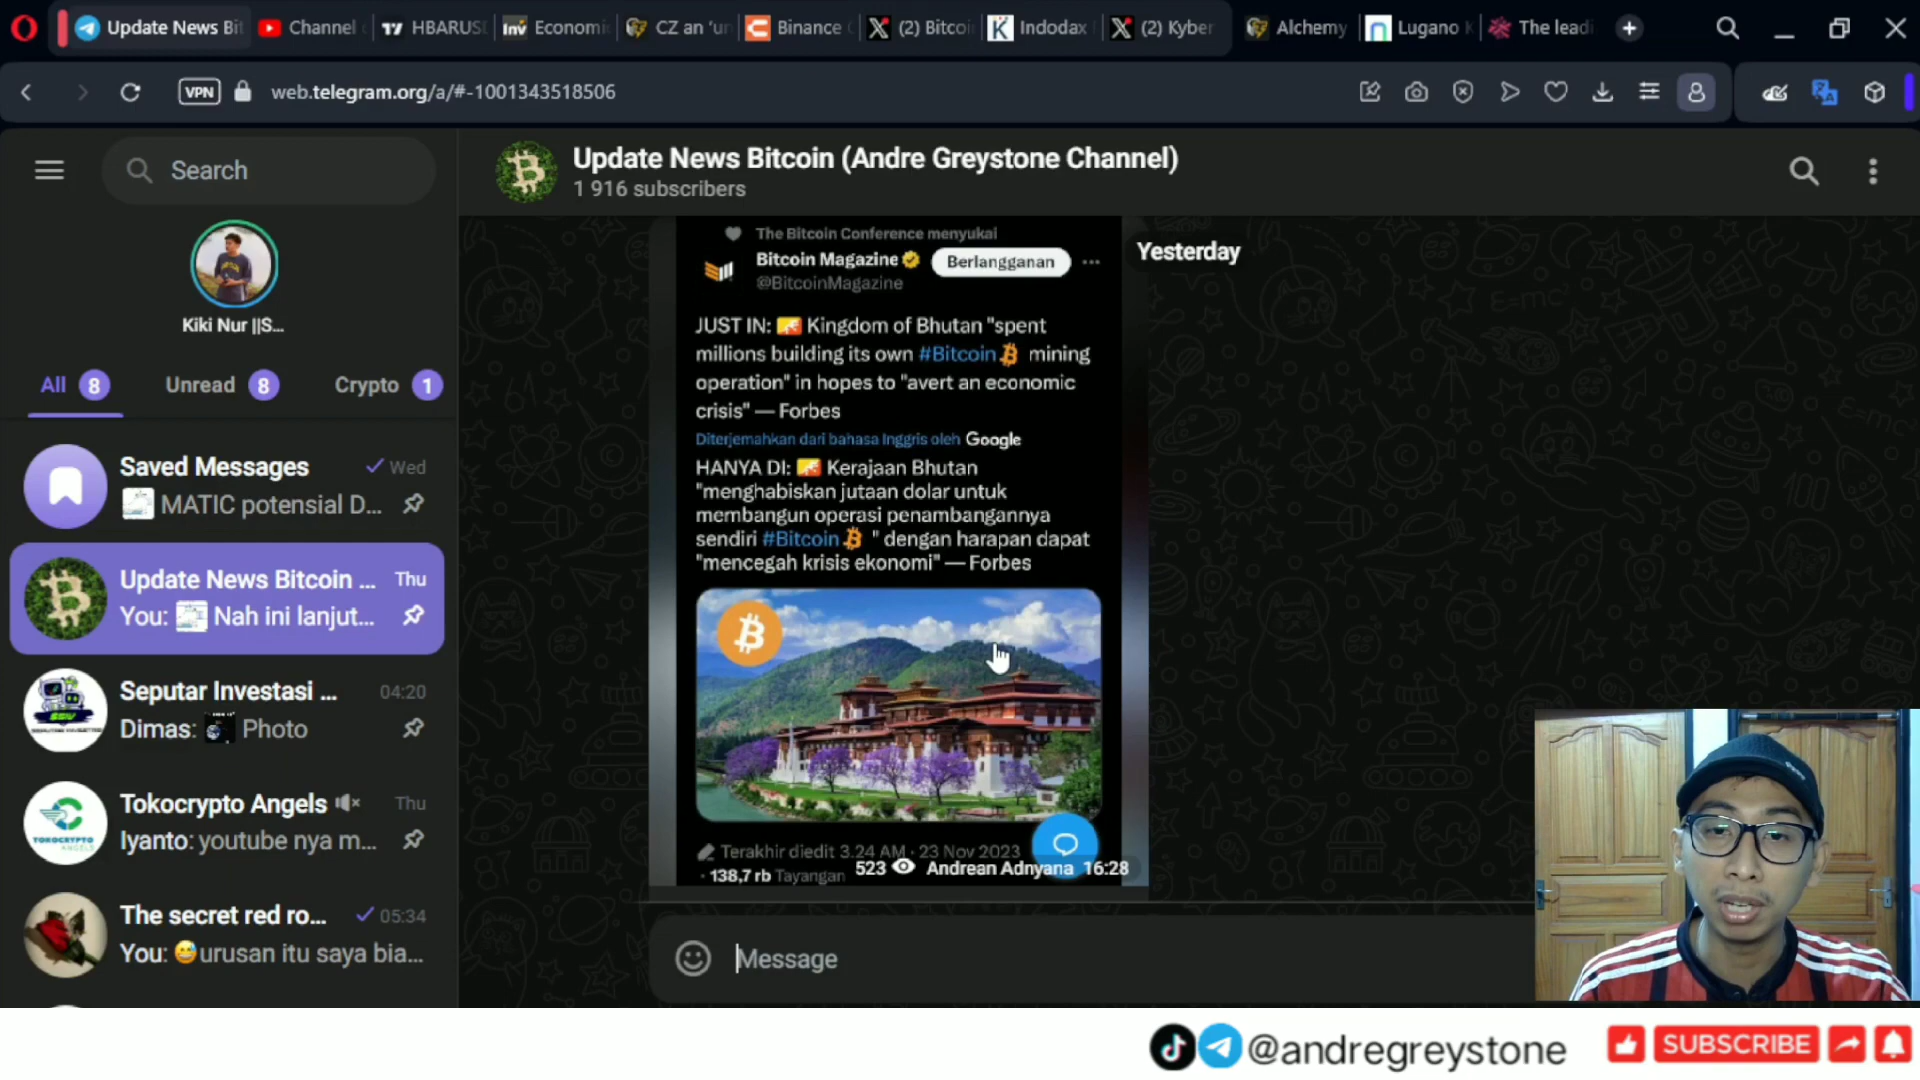 Update News Bit
Channel
HBARUS
Economi
CZ an 'un
Binance
(2) Bitcoi
Indodax
(2) Kyber
Alchemy
Lugano
The leadi
VPN
web.telegram.org/a/#-1001343518506
Search
Update News Bitcoin (Andre Greystone Channel)
1 916 subscribers
Kiki Nur ||S...
All 8
Unread 8
Crypto 1
Saved Messages
Wed
MATIC potensial D...
Update News Bitcoin ...
Thu
You: Nah ini lanjut...
Seputar Investasi ...
04:20
Dimas: Photo
Tokocrypto Angels
Thu
Iyanto: youtube nya m...
TOKOCRYPTO
ANGELS
The secret red ro...
05:34
You: urusan itu saya bia...
Yesterday
The Bitcoin Conference menyukai
Bitcoin Magazine
Berlangganan
@BitcoinMagazine
JUST IN: Kingdom of Bhutan "spent
millions building its own #Bitcoin mining
operation" in hopes to "avert an economic
crisis" — Forbes
Diterjemahkan dari bahasa Inggris oleh Google
HANYA DI: Kerajaan Bhutan
"menghabiskan jutaan dolar untuk
membangun operasi penambangannya
sendiri #Bitcoin " dengan harapan dapat
"mencegah krisis ekonomi" — Forbes
Terakhir diedit 3.24 AM · 23 Nov 2023
· 138,7 rb Tayangan
523 Andrean Adnyana 16:28
Message
@andregreystone
SUBSCRIBE